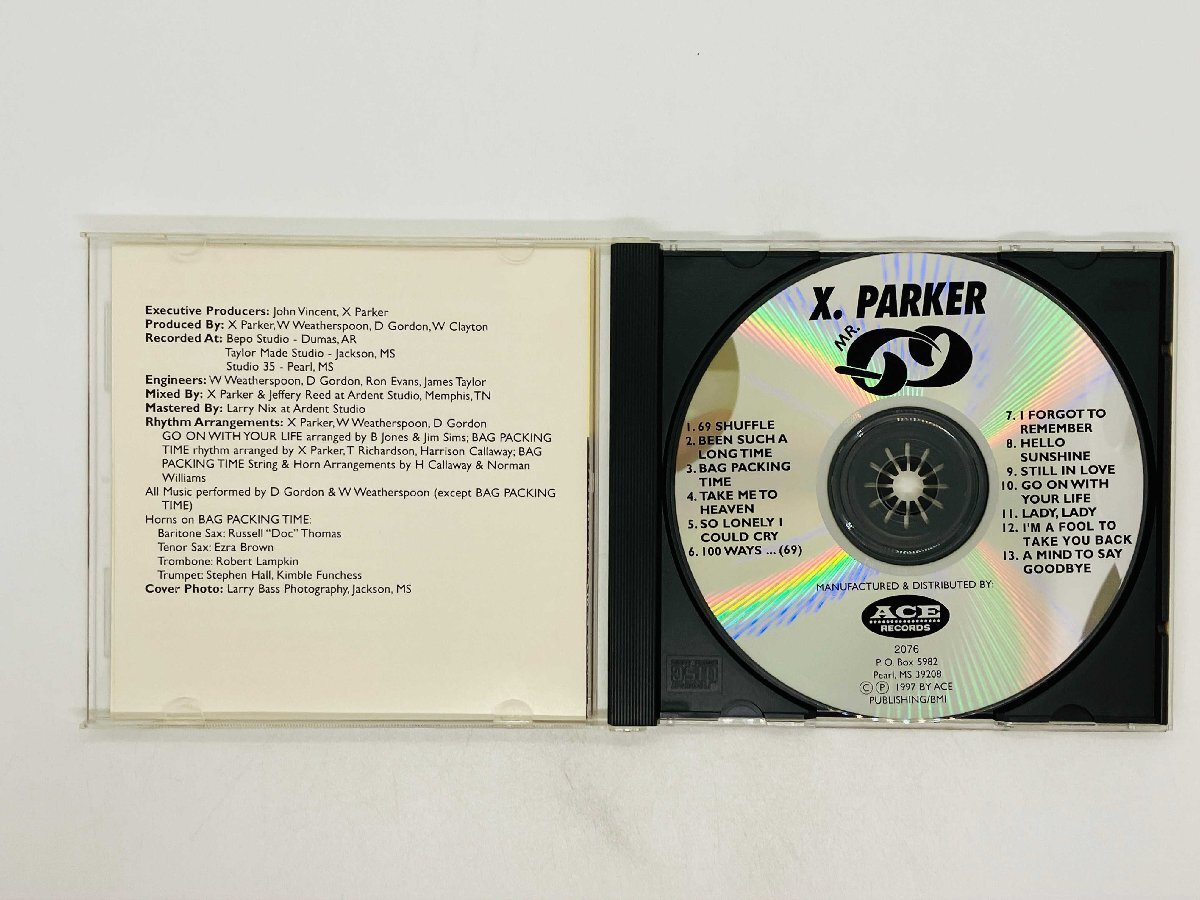 Executive Producers: John Vincent, X Parker
Produced By: X Parker, W Weatherspoon, D Gordon, W Clayton
Recorded At: Bepo Studio - Dumas, AR
Taylor Made Studio - Jackson, MS
Studio 35 - Pearl, MS
Engineers: W Weatherspoon, D Gordon, Ron Evans, James Taylor
Mixed By: X Parker & Jeffery Reed at Ardent Studio, Memphis, TN
Mastered By: Larry Nix at Ardent Studio
Rhythm Arrangements: X Parker, W Weatherspoon, D Gordon
GO ON WITH YOUR LIFE arranged by B Jones & Jim Sims; BAG PACKING
TIME rhythm arranged by X Parker, T Richardson, Harrison Calloway; BAG
PACKING TIME String & Horn Arrangements by H Callaway & Norman
Williams
All Music performed by D Gordon & W Weatherspoon (except BAG PACKING
TIME)
Horns on BAG PACKING TIME:
Baritone Sax: Russell "Doc" Thomas
Tenor Sax: Ezra Brown
Trombone: Robert Lampkin
Trumpet: Stephen Hall, Kimble Funchess
Cover Photo: Larry Bass Photography, Jackson, MS
X. PARKER
MR.
69
1. 69 SHUFFLE
2. BEEN SUCH A
LONG TIME
3. BAG PACKING
TIME
4. TAKE ME TO
HEAVEN
5. SO LONELY I
COULD CRY
6. 100 WAYS ... (69)
7. I FORGOT TO
REMEMBER
8. HELLO
SUNSHINE
9. STILL IN LOVE
10. GO ON WITH
YOUR LIFE
11. LADY, LADY
12. I'M A FOOL TO
TAKE YOU BACK
13. A MIND TO SAY
GOODBYE
MANUFACTURED & DISTRIBUTED BY:
ACE
RECORDS
2076
P.O. Box 5982
Pearl, MS 39208
© ℗ 1997 BY ACE
PUBLISHING/BMI